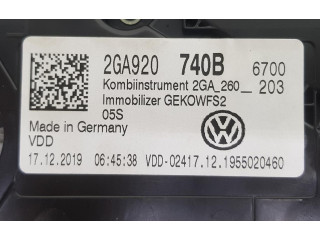 2GA920 740B 6700
Kombiinstrument 2GA_260__ 203
Immobilizer GEKOWFS2
05S
Made in Germany
VDD
17.12.2019 06:45:38 VDD-02417.12.1955020460